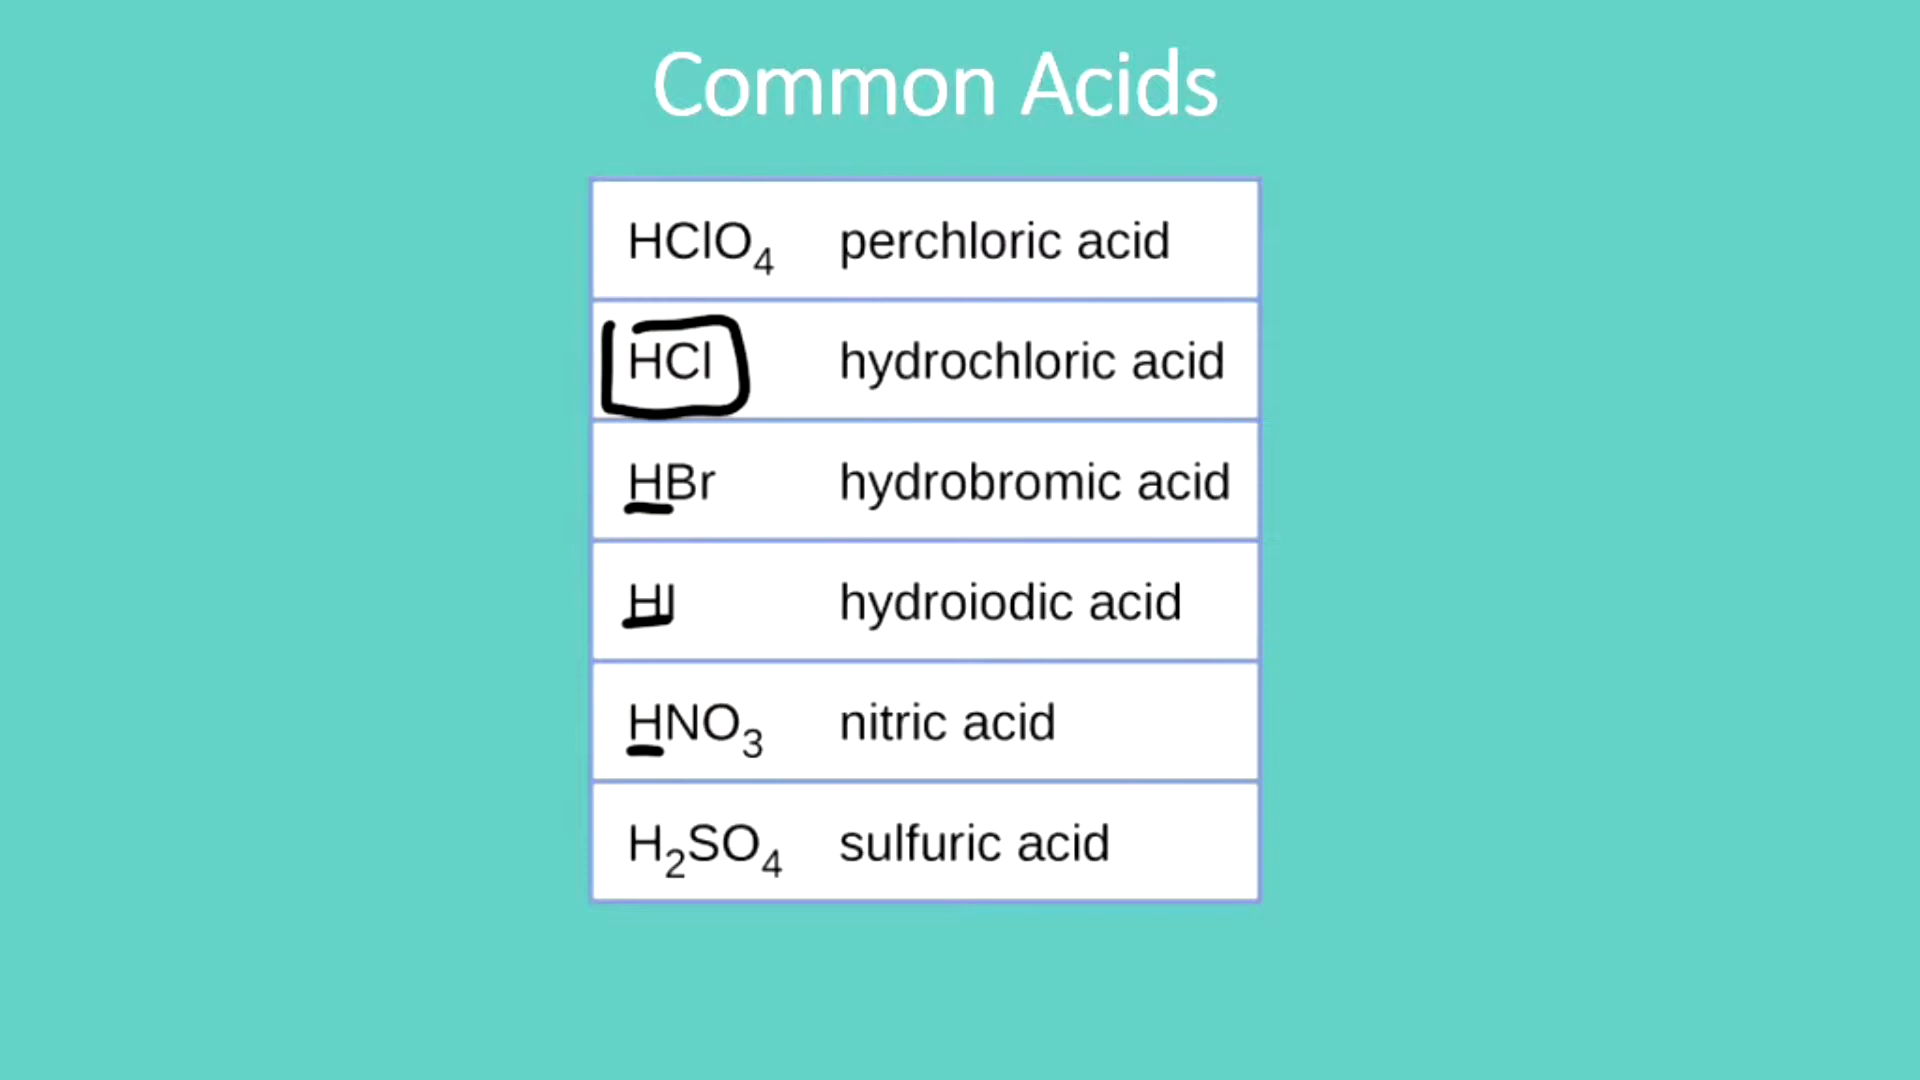 Common Acids
HClO₄ perchloric acid
HCl hydrochloric acid
HBr hydrobromic acid
HI hydroiodic acid
HNO₃ nitric acid
H₂SO₄ sulfuric acid